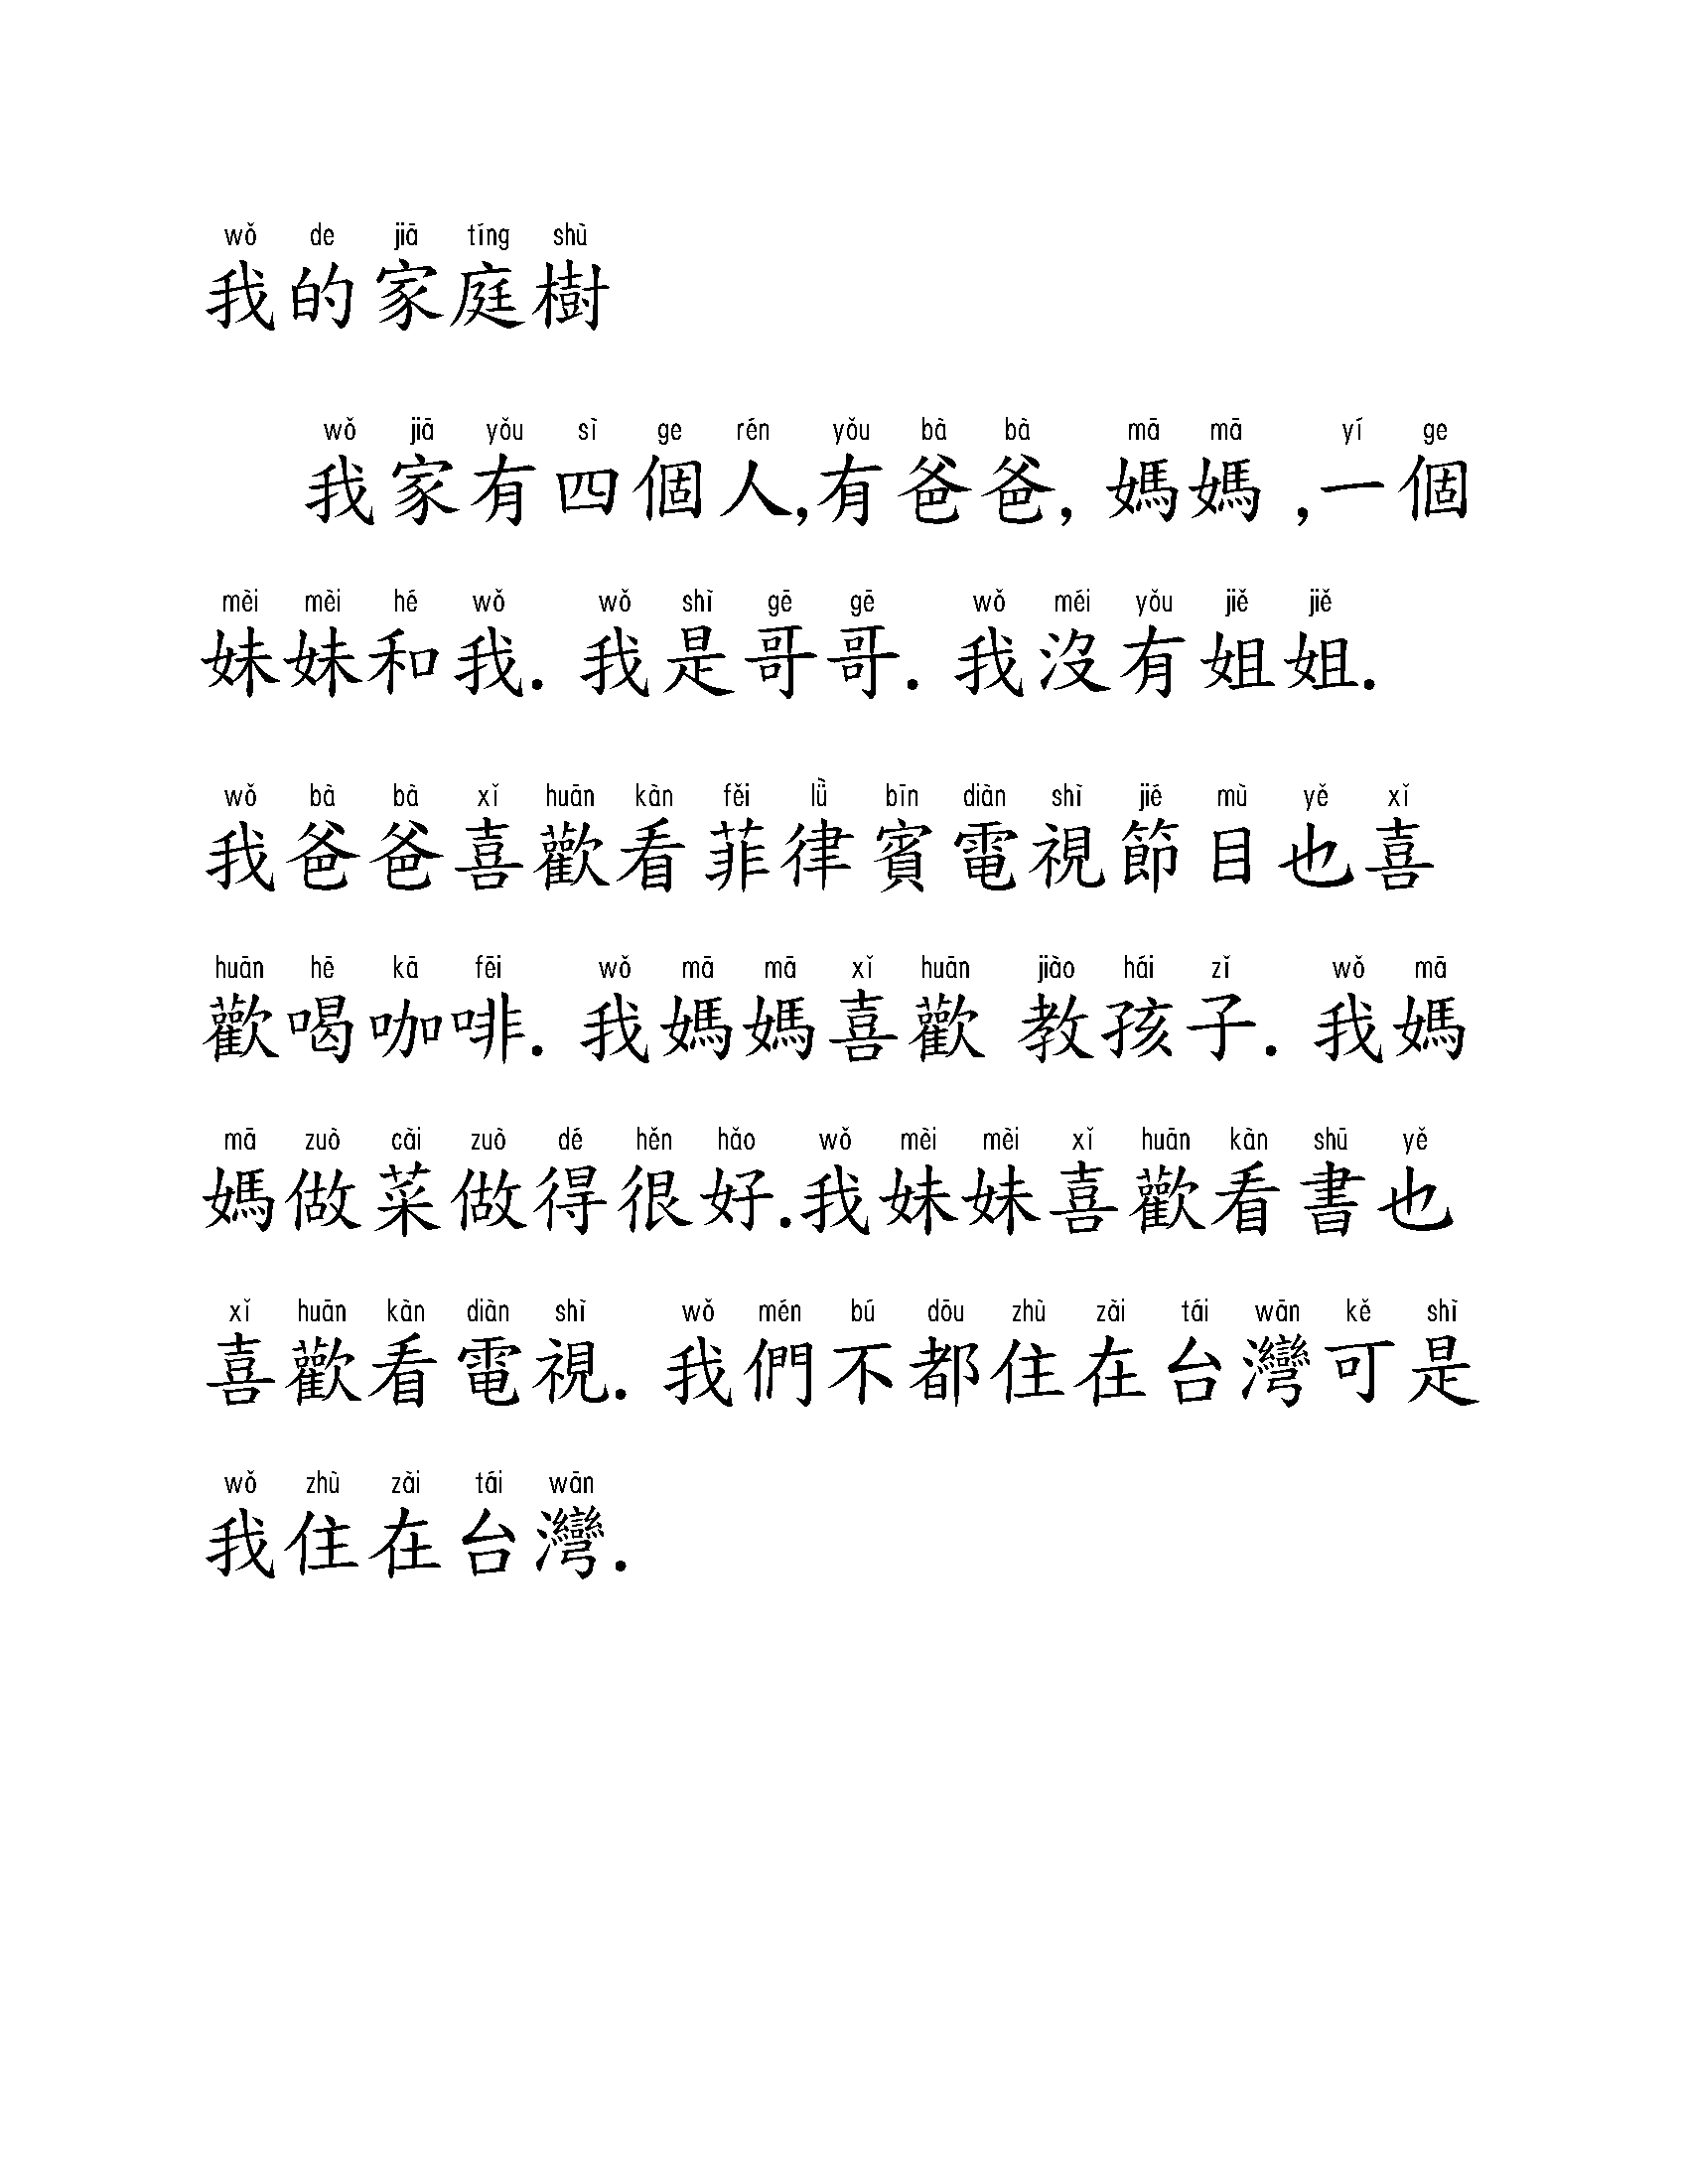 wǒ de jiā tíng shù
我的家庭樹
wǒ jiā yǒu sì ge rén yǒu bà bà mā mā yí ge
我家有四個人,有爸爸, 媽媽 ,一個
mèi mèi hé wǒ wǒ shì gē gē wǒ méi yǒu jiě jiě
妹妹和我. 我是哥哥. 我沒有姐姐.
wǒ bà bà xǐ huān kàn fěi lǜ bīn diàn shì jié mù yě xǐ
我爸爸喜歡看菲律賓電視節目也喜
huān hē kā fēi wǒ mā mā xǐ huān jiào hái zǐ wǒ mā
歡喝咖啡. 我媽媽喜歡 教孩子. 我媽
mā zuò cài zuò dé hěn hǎo wǒ mèi mèi xǐ huān kàn shū yě
媽做菜做得很好.我妹妹喜歡看書也
xǐ huān kàn diàn shì wǒ mén bú dōu zhù zài tái wān kě shì
喜歡看電視. 我們不都住在台灣可是
wǒ zhù zài tái wān
我住在台灣.